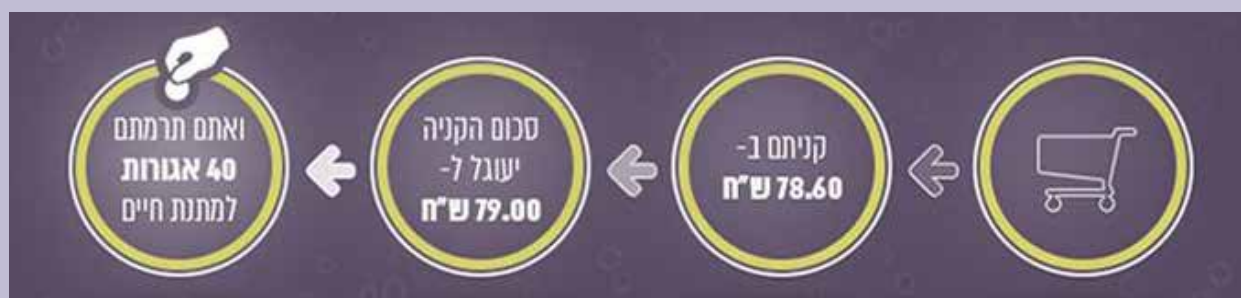 קניתם ב-
78.60 ש"ח
סכום הקניה
יעוגל ל-
79.00 ש"ח
ואתם תרמתם
40 אגורות
למתנת חיים